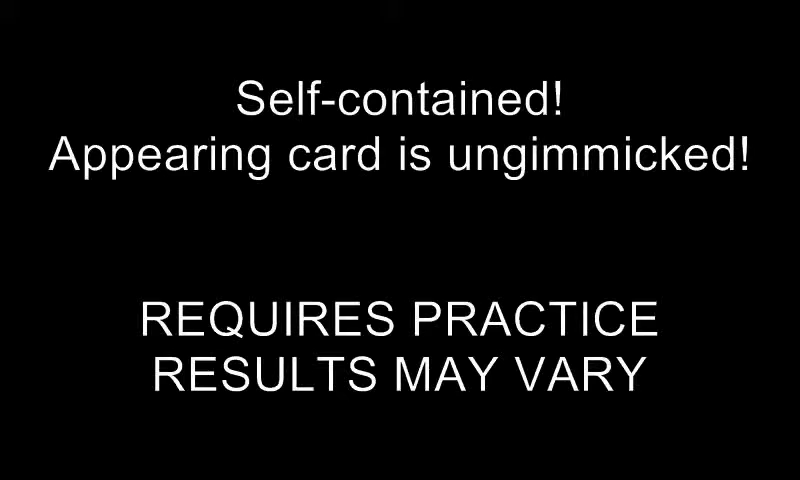 Self-contained!
Appearing card is ungimmicked!
REQUIRES PRACTICE
RESULTS MAY VARY